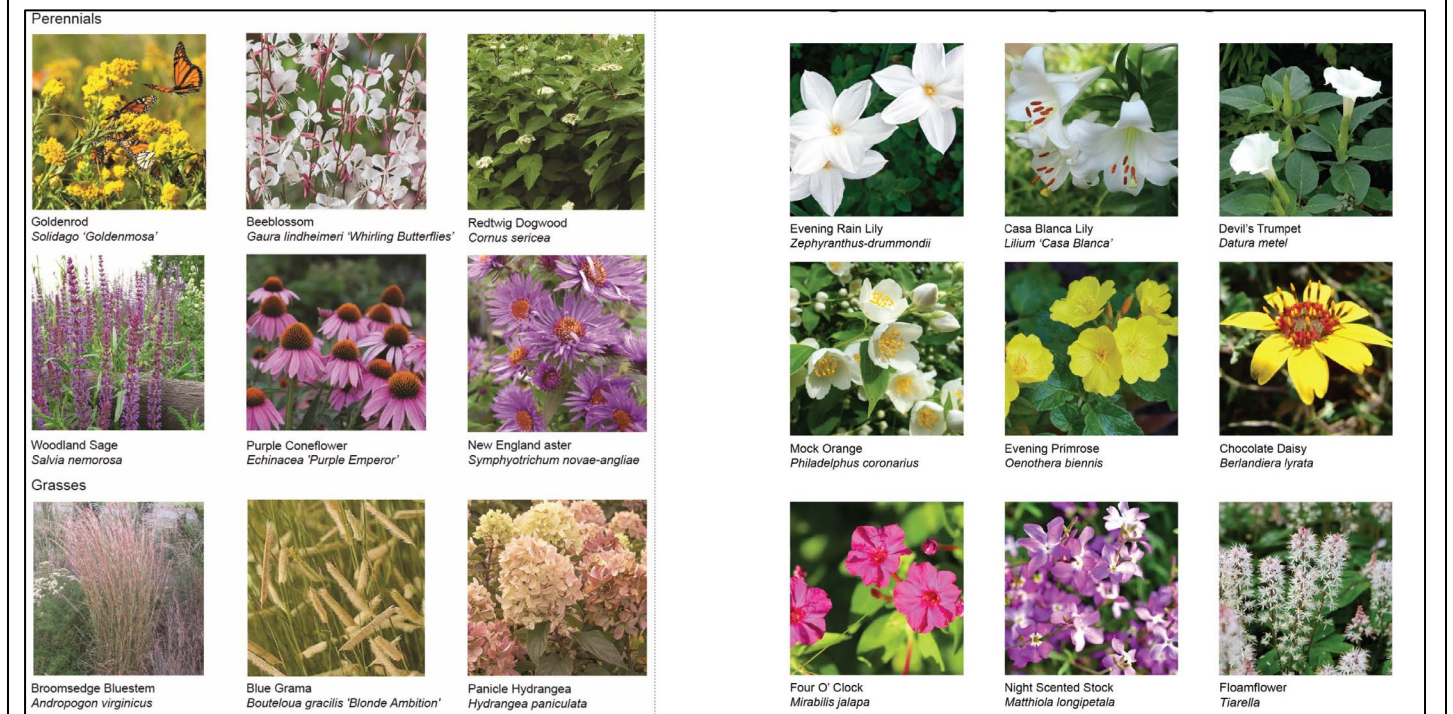 Perennials
Goldenrod
Solidago ‘Goldenmosa’
Beeblossom
Gaura lindheimeri ‘Whirling Butterflies’
Redtwig Dogwood
Cornus sericea
Woodland Sage
Salvia nemorosa
Purple Coneflower
Echinacea ‘Purple Emperor’
New England aster
Symphyotrichum novae-angliae
Grasses
Broomsedge Bluestem
Andropogon virginicus
Blue Grama
Bouteloua gracilis ‘Blonde Ambition’
Panicle Hydrangea
Hydrangea paniculata
Evening Rain Lily
Zephyranthus-drummondii
Casa Blanca Lily
Lilium ‘Casa Blanca’
Devil’s Trumpet
Datura metel
Mock Orange
Philadelphus coronarius
Evening Primrose
Oenothera biennis
Chocolate Daisy
Berlandiera lyrata
Four O’ Clock
Mirabilis jalapa
Night Scented Stock
Matthiola longipetala
Floamflower
Tiarella